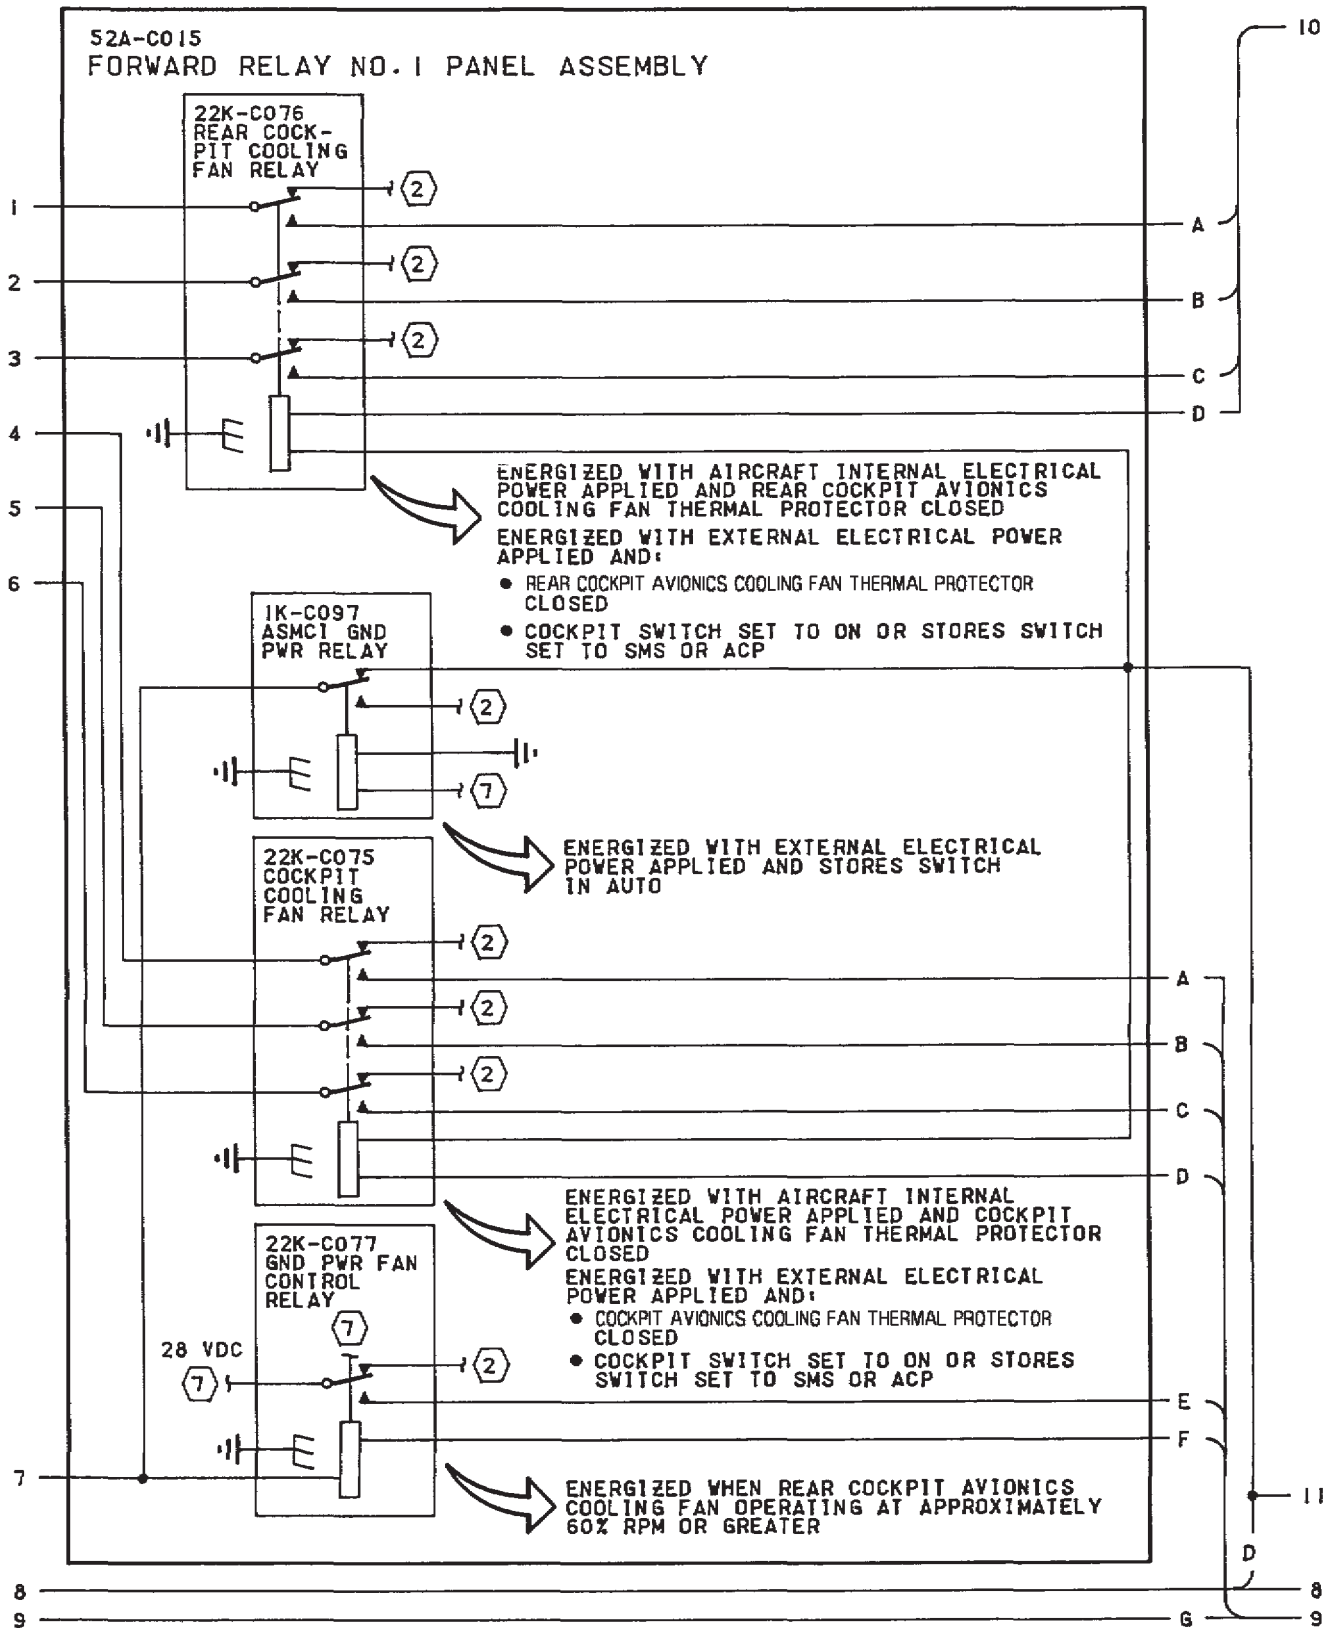 52A-C015
FORWARD RELAY NO. 1 PANEL ASSEMBLY
10
22K-C076
REAR COCK-
PIT COOLING
FAN RELAY
2
1
A
2
2
B
2
3
C
D
4
ENERGIZED WITH AIRCRAFT INTERNAL ELECTRICAL
POWER APPLIED AND REAR COCKPIT AVIONICS
COOLING FAN THERMAL PROTECTOR CLOSED
5
ENERGIZED WITH EXTERNAL ELECTRICAL POWER
APPLIED AND:
6
● REAR COCKPIT AVIONICS COOLING FAN THERMAL PROTECTOR
CLOSED
● COCKPIT SWITCH SET TO ON OR STORES SWITCH
SET TO SMS OR ACP
1K-C097
ASMCI GND
PWR RELAY
2
7
ENERGIZED WITH EXTERNAL ELECTRICAL
POWER APPLIED AND STORES SWITCH
IN AUTO
22K-C075
COCKPIT
COOLING
FAN RELAY
2
A
2
B
2
C
D
ENERGIZED WITH AIRCRAFT INTERNAL
ELECTRICAL POWER APPLIED AND COCKPIT
AVIONICS COOLING FAN THERMAL PROTECTOR
CLOSED
ENERGIZED WITH EXTERNAL ELECTRICAL
POWER APPLIED AND:
● COCKPIT AVIONICS COOLING FAN THERMAL PROTECTOR
CLOSED
● COCKPIT SWITCH SET TO ON OR STORES
SWITCH SET TO SMS OR ACP
22K-C077
GND PWR FAN
CONTROL
RELAY
7
28 VDC
7
2
E
F
7
ENERGIZED WHEN REAR COCKPIT AVIONICS
COOLING FAN OPERATING AT APPROXIMATELY
60% RPM OR GREATER
11
D
8
8
9
G
9